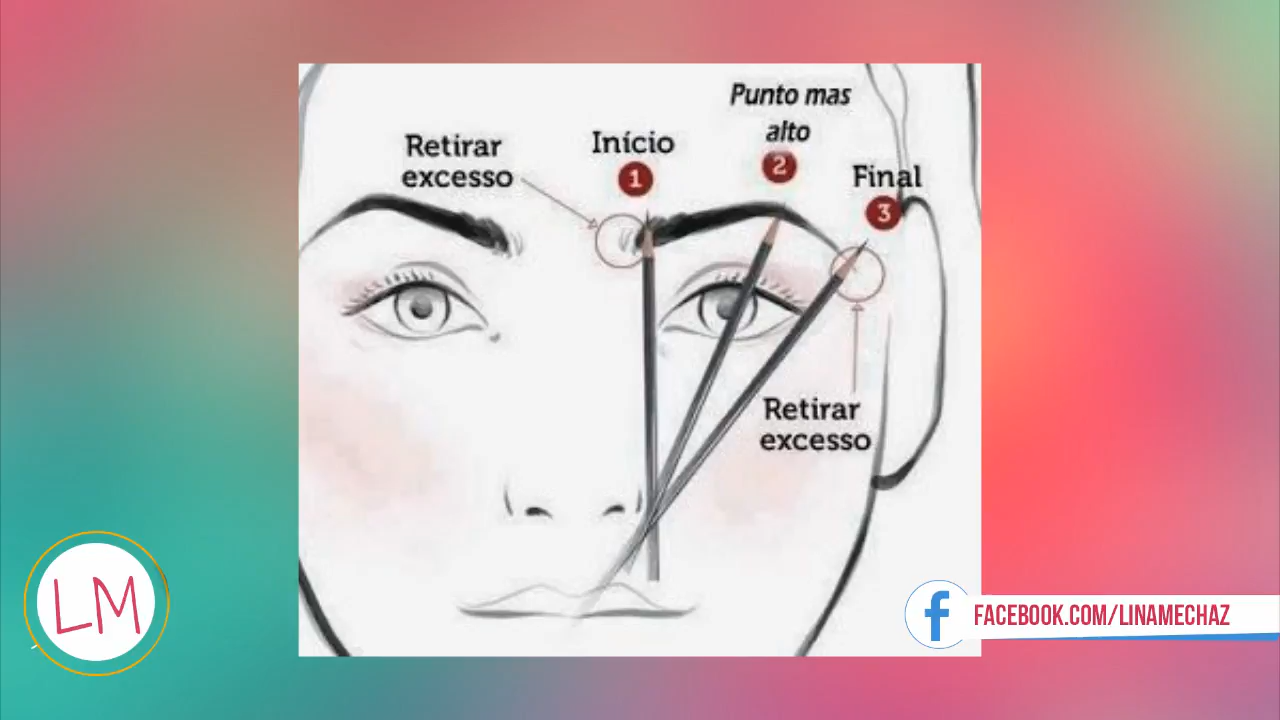 Punto mas
alto
2
Retirar
excesso
Início
1
Final
3
Retirar
excesso
LM
f
FACEBOOK.COM/LINAMECHAZ